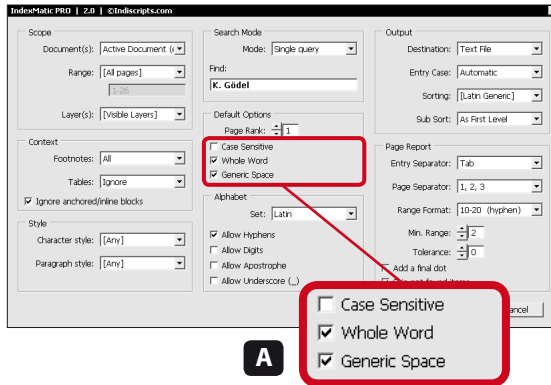 IndexMatic PRO | 2.0 | ©Indiscripts.com
Scope
Document(s): Active Document (
Range: [All pages]
1-26
Layer(s): [Visible Layers]
Context
Footnotes: All
Tables: Ignore
Ignore anchored/inline blocks
Style
Character style: [Any]
Paragraph style: [Any]
Search Mode
Mode: Single query
Find:
K. Gödel
Default Options
Page Rank: 1
Case Sensitive
Whole Word
Generic Space
Alphabet
Set: Latin
Allow Hyphens
Allow Digits
Allow Apostrophe
Allow Underscore (_)
Output
Destination: Text File
Entry Case: Automatic
Sorting: [Latin Generic]
Sub Sort: As First Level
Page Report
Entry Separator: Tab
Page Separator: 1, 2, 3
Range Format: 10-20 (hyphen)
Min. Range: 2
Tolerance: 0
Add a final dot
ancel
A
Case Sensitive
Whole Word
Generic Space